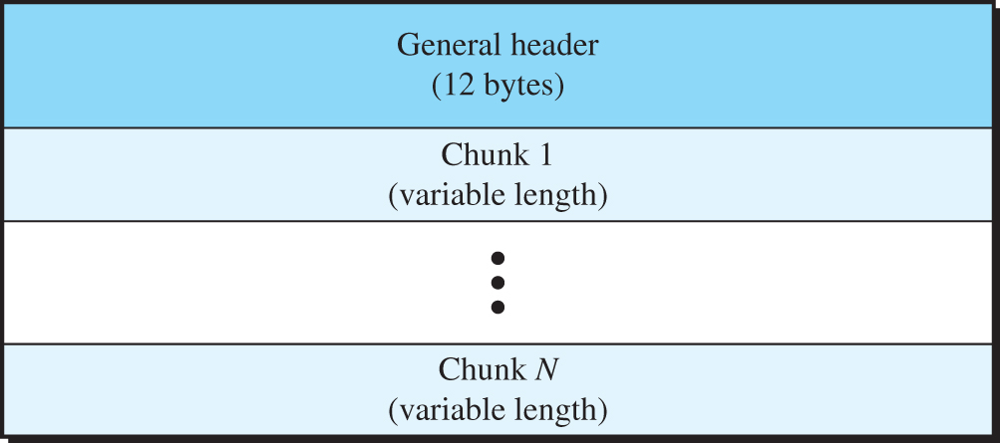 General header
(12 bytes)
Chunk 1
(variable length)
Chunk N
(variable length)